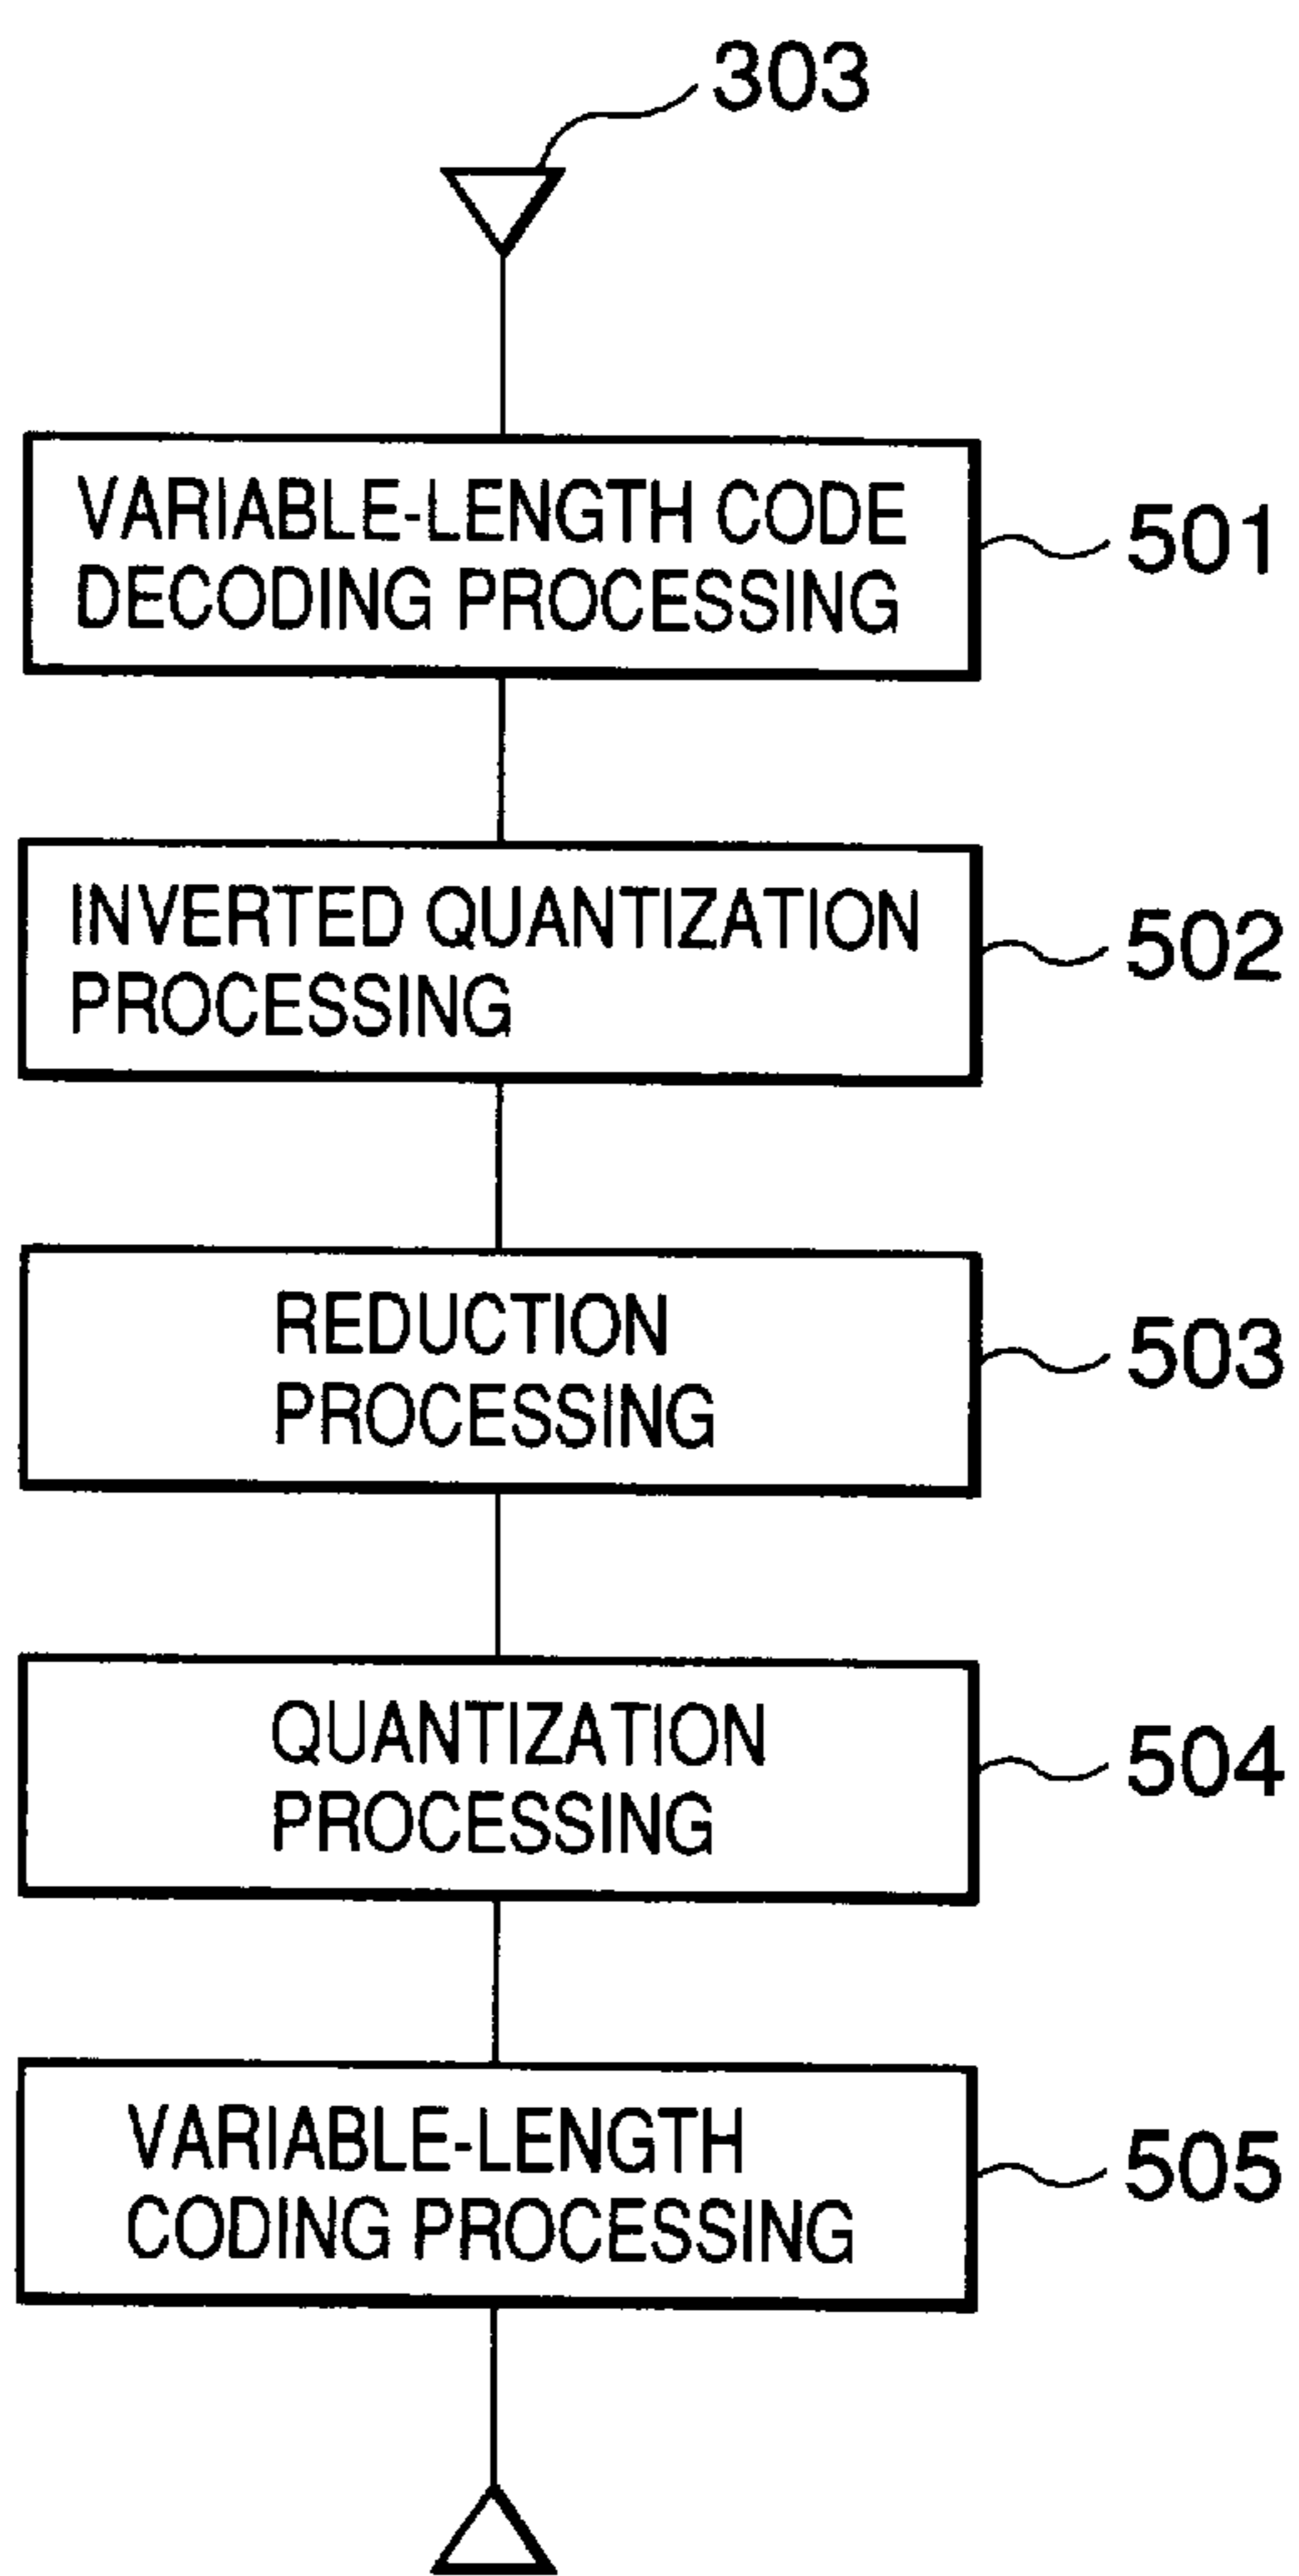 303
VARIABLE-LENGTH CODE
DECODING PROCESSING
501
INVERTED QUANTIZATION
PROCESSING
502
REDUCTION
PROCESSING
503
QUANTIZATION
PROCESSING
504
VARIABLE-LENGTH
CODING PROCESSING
505